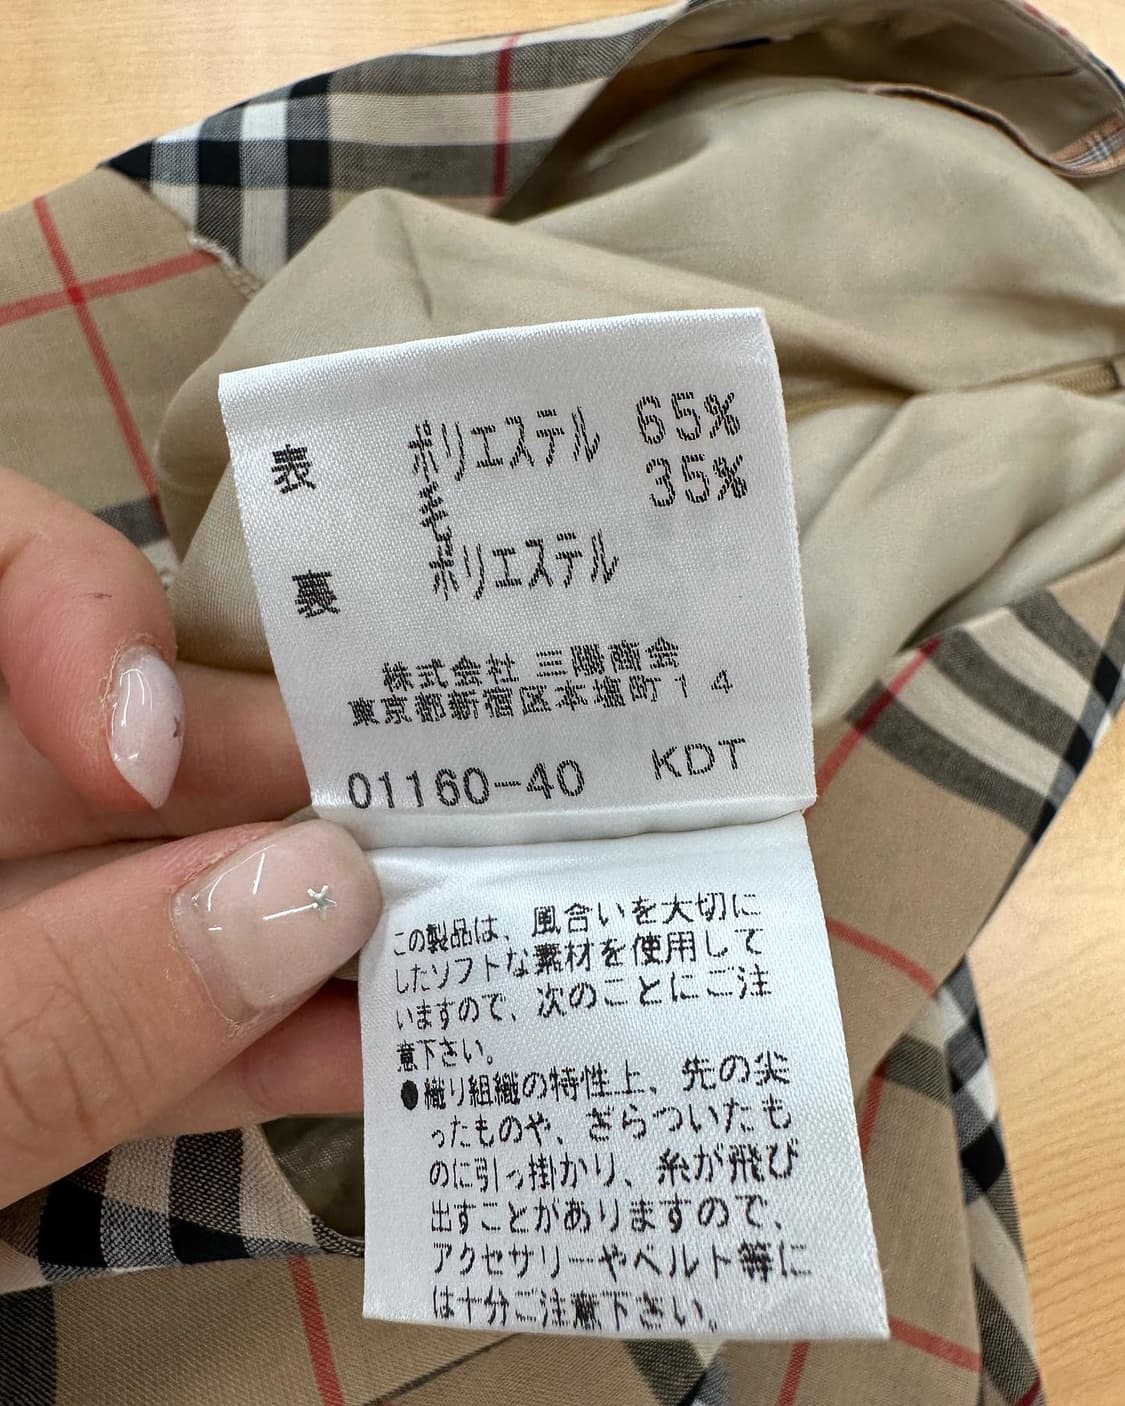 表 ポリエステル 65%
毛 35%
裏 ポリエステル
株式会社 三陽商会
東京都新宿区本塩町14
01160-40 KDT
この製品は、風合いを大切に
したソフトな素材を使用して
いますので、次のことにご注
意下さい。
●織り組織の特性上、先の尖
ったものや、ざらついたも
のに引っ掛かり、糸が飛び
出すことがありますので、
アクセサリーやベルト等に
は十分ご注意下さい。